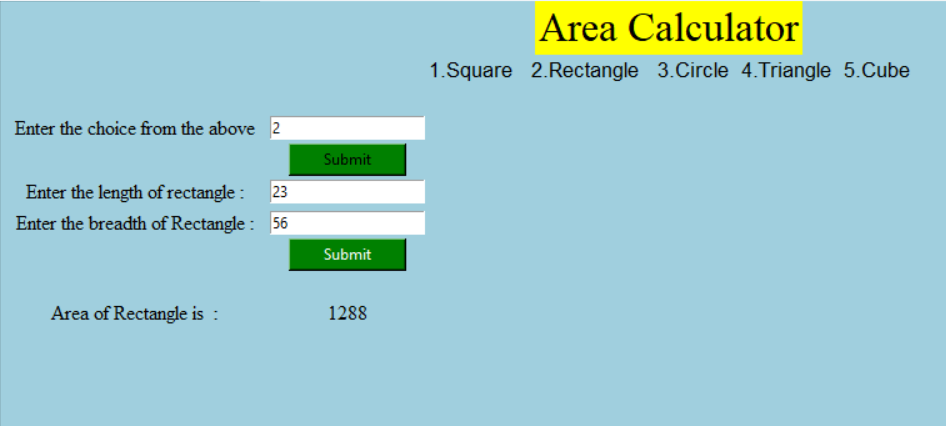 Area Calculator
1.Square 2.Rectangle 3.Circle 4.Triangle 5.Cube
Enter the choice from the above 2
Submit
Enter the length of rectangle : 23
Enter the breadth of Rectangle : 56
Submit
Area of Rectangle is : 1288